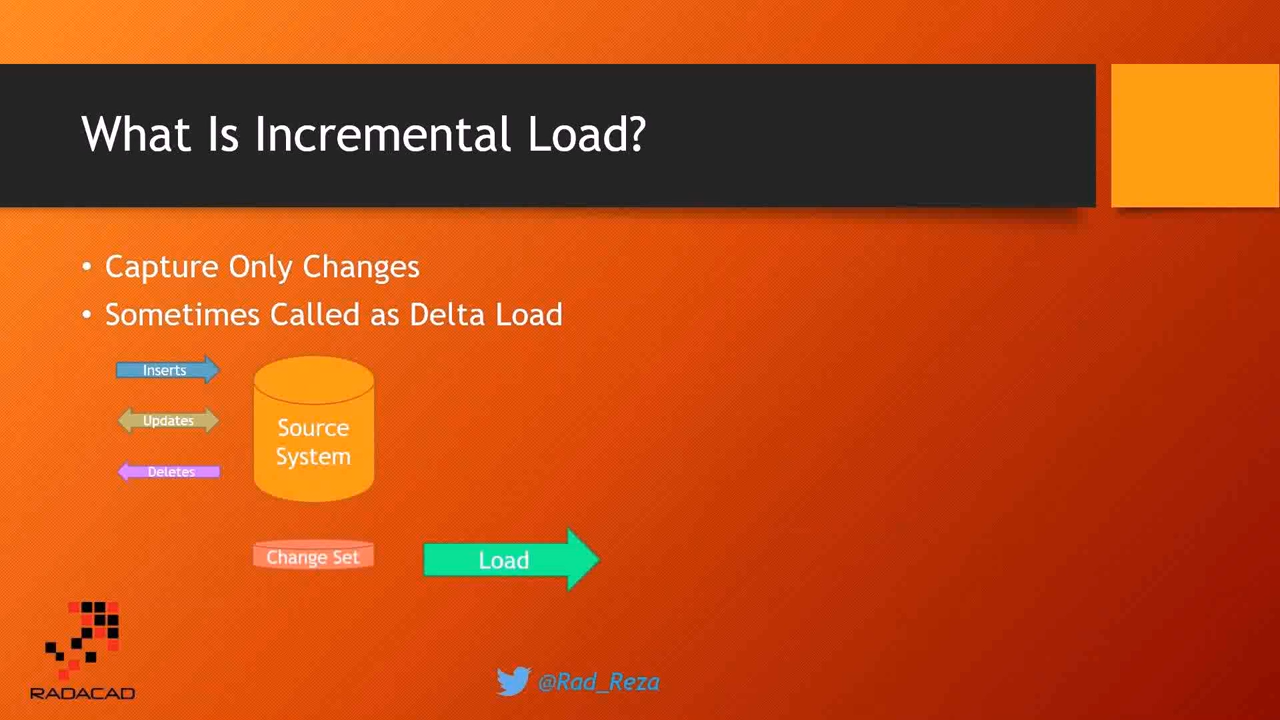 What Is Incremental Load?
• Capture Only Changes
• Sometimes Called as Delta Load
Inserts
Updates
Deletes
Source
System
Change Set
Load
RADACAD
@Rad_Reza